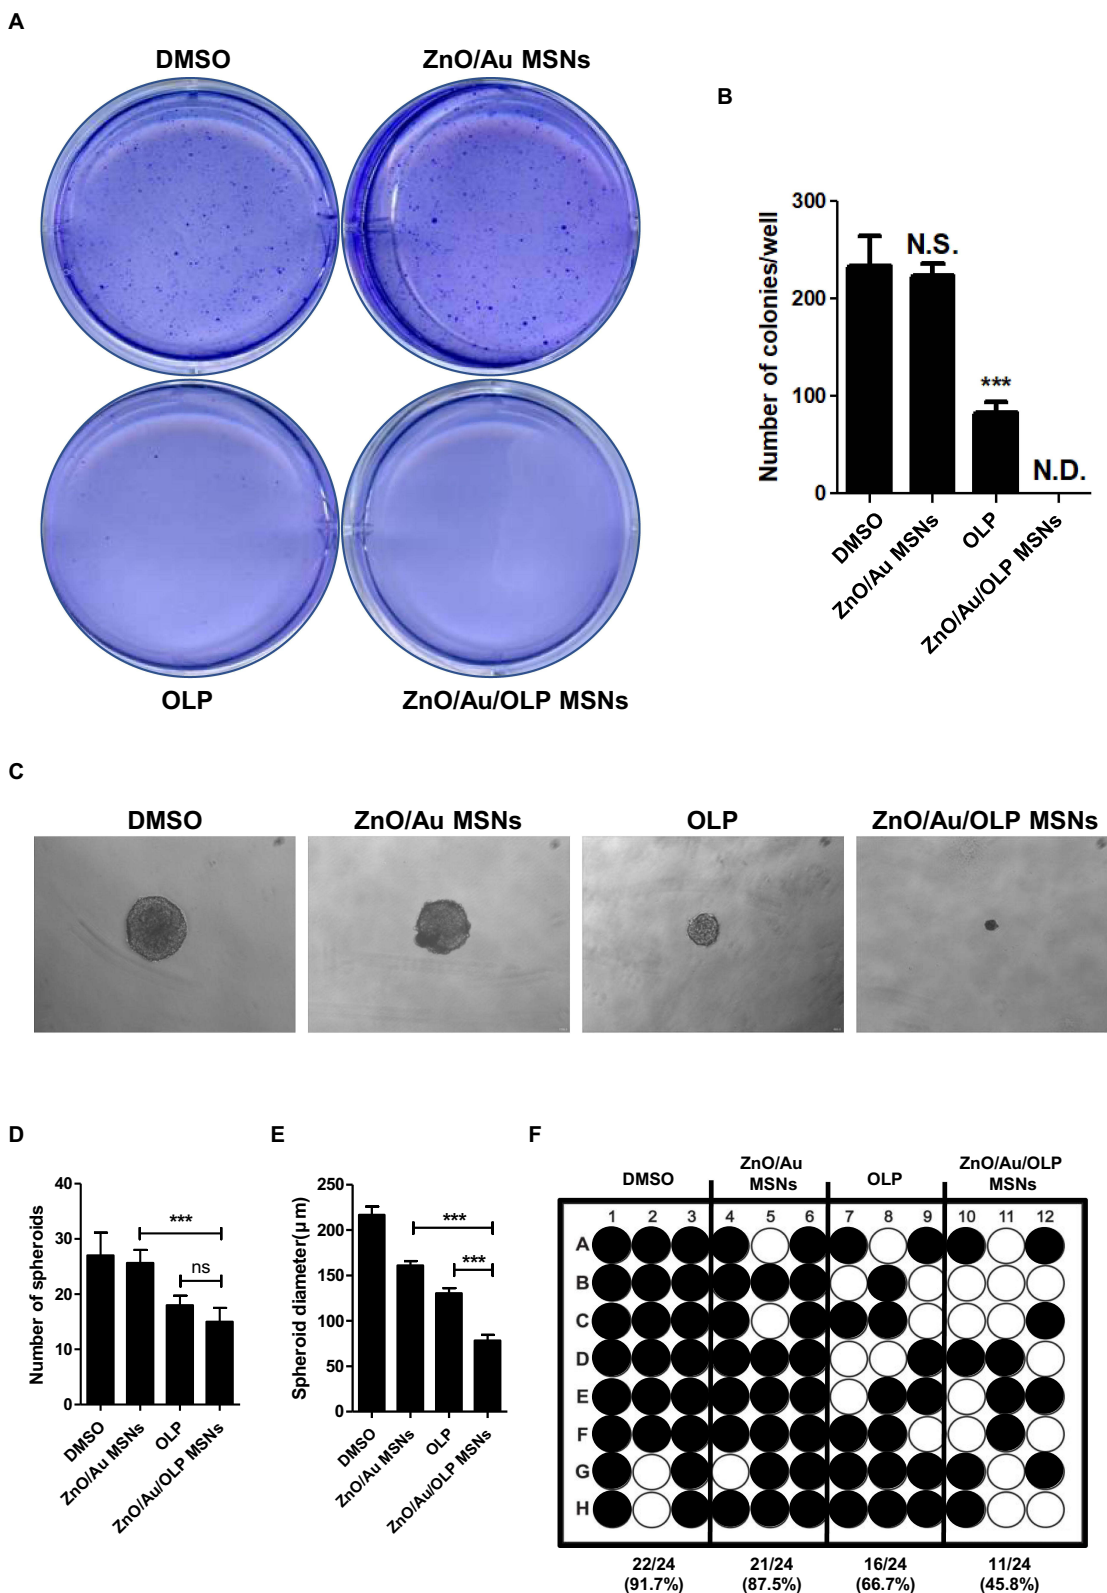 A
DMSO
ZnO/Au MSNs
OLP
ZnO/Au/OLP MSNs
B
Number of colonies/well
300
200
100
0
N.S.
***
N.D.
DMSO
ZnO/Au MSNs
OLP
ZnO/Au/OLP MSNs
C
DMSO
ZnO/Au MSNs
OLP
ZnO/Au/OLP MSNs
D
Number of spheroids
40
30
20
10
0
***
ns
DMSO
ZnO/Au MSNs
OLP
ZnO/Au/OLP MSNs
E
Spheroid diameter(μm)
250
200
150
100
50
0
***
***
DMSO
ZnO/Au MSNs
OLP
ZnO/Au/OLP MSNs
F
DMSO
ZnO/Au
MSNs
OLP
ZnO/Au/OLP
MSNs
1 2 3 4 5 6 7 8 9 10 11 12
A
B
C
D
E
F
G
H
22/24
(91.7%)
21/24
(87.5%)
16/24
(66.7%)
11/24
(45.8%)